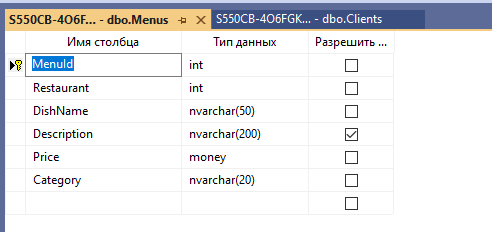 S550CB-4O6F... - dbo.Menus S550CB-4O6FGK... - dbo.Clients
Имя столбца Тип данных Разрешить ...
MenuId int
Restaurant int
DishName nvarchar(50)
Description nvarchar(200)
Price money
Category nvarchar(20)